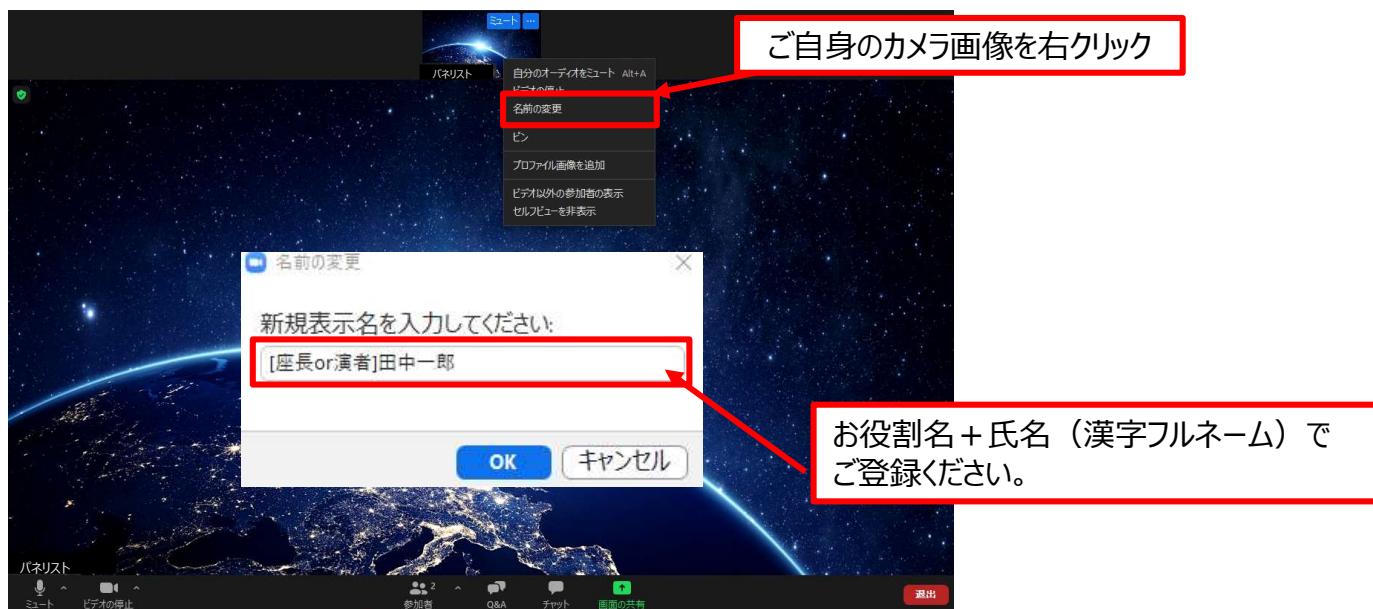 ミュート ...
ご自身のカメラ画像を右クリック
パネリスト
自分のオーディオをミュート Alt+A
ビデオの停止
名前の変更
ピン
プロファイル画像を追加
ビデオ以外の参加者の表示
セルフビューを非表示
名前の変更
新規表示名を入力してください:
[座長or演者]田中一郎
OK キャンセル
お役割名+氏名(漢字フルネーム)で
ご登録ください。
パネリスト
ミュート ビデオの停止 参加者 2 Q&A チャット 画面の共有 退出